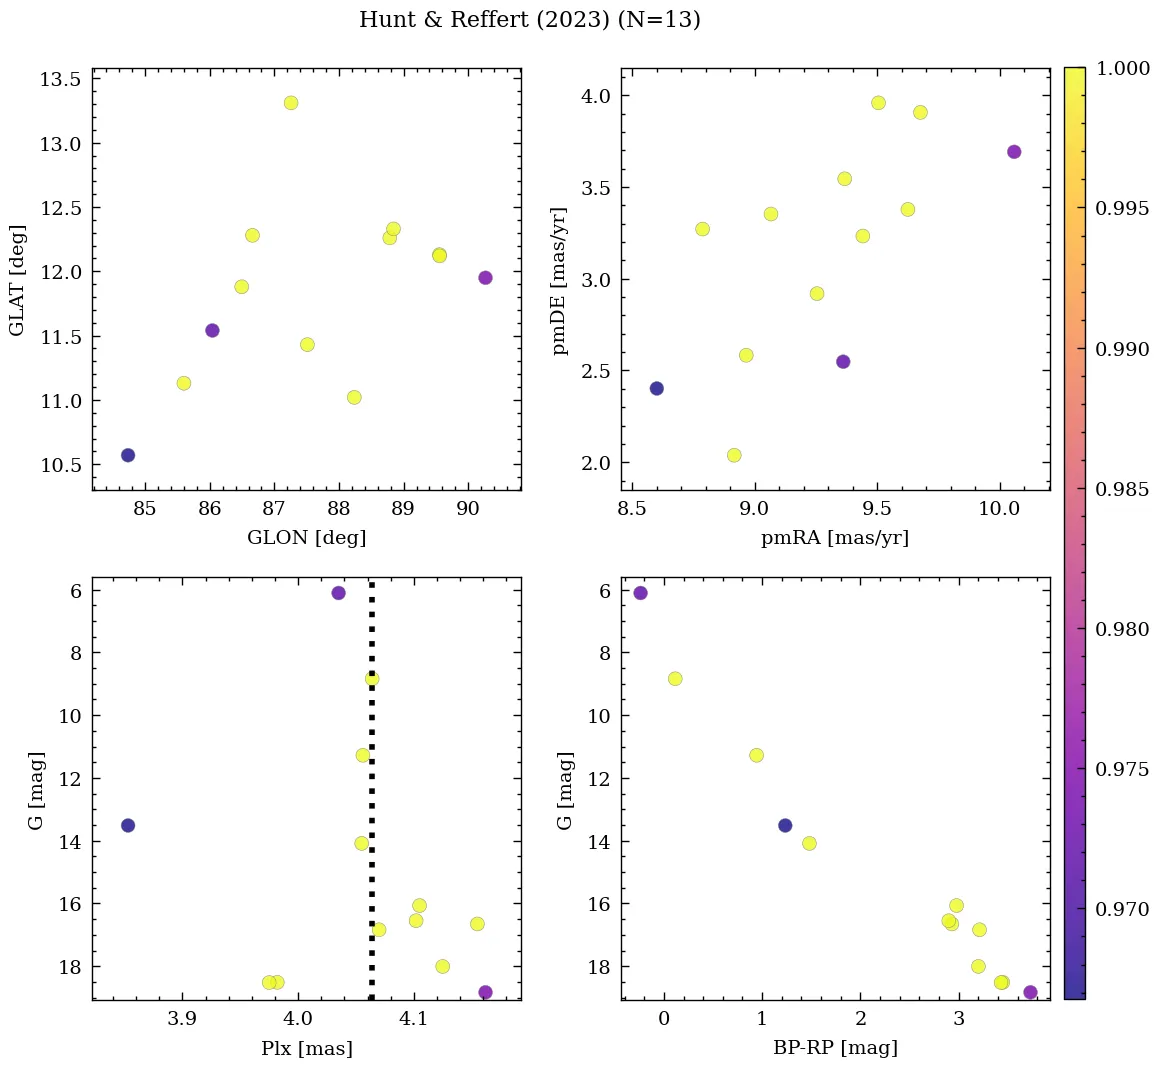 Hunt & Reffert (2023) (N=13)
13.5
13.0
12.5
12.0
11.5
11.0
10.5
GLAT [deg]
85 86 87 88 89 90
GLON [deg]
4.0
3.5
3.0
2.5
2.0
pmDE [mas/yr]
8.5 9.0 9.5 10.0
pmRA [mas/yr]
1.000
0.995
0.990
0.985
0.980
0.975
0.970
6
8
10
12
14
16
18
G [mag]
3.9 4.0 4.1
Plx [mas]
6
8
10
12
14
16
18
G [mag]
0 1 2 3
BP-RP [mag]